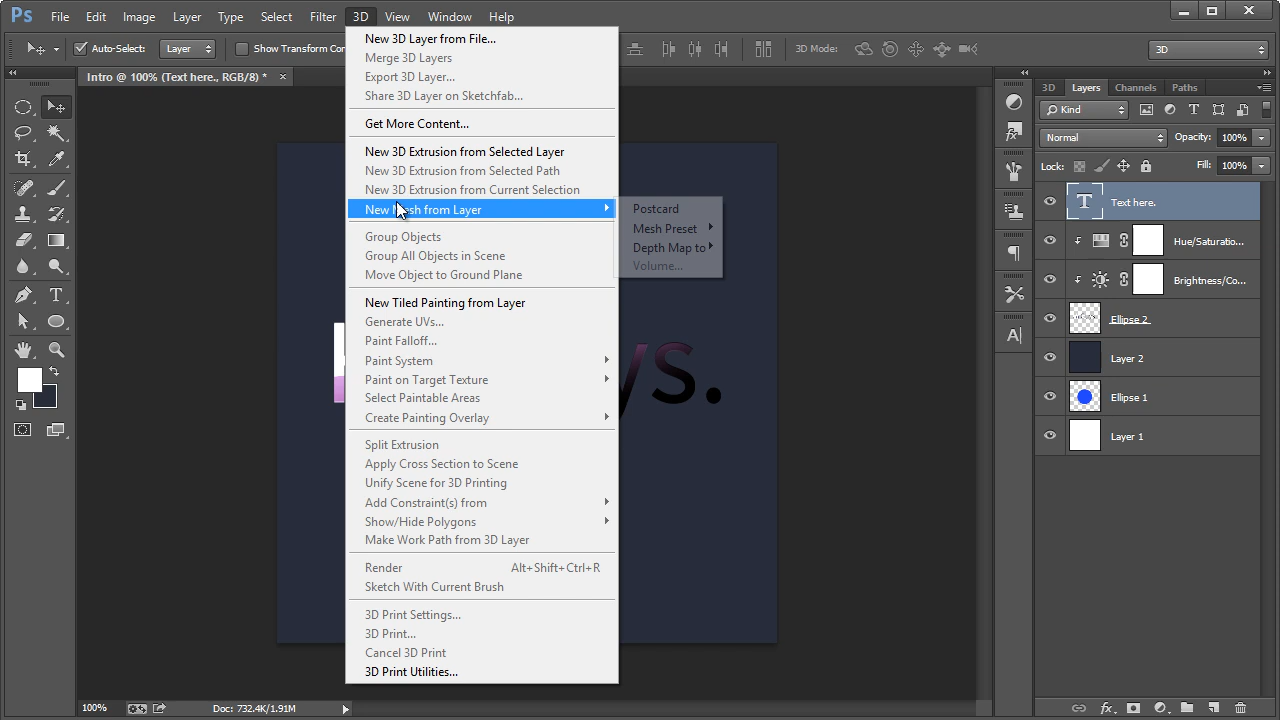 Ps File Edit Image Layer Type Select Filter 3D View Window Help
Auto-Select: Layer Show Transform Con 3D Mode: 3D
Intro @ 100% (Text here., RGB/8) *
New 3D Layer from File...
Merge 3D Layers
Export 3D Layer...
Share 3D Layer on Sketchfab...
Get More Content...
New 3D Extrusion from Selected Layer
New 3D Extrusion from Selected Path
New 3D Extrusion from Current Selection
New Mesh from Layer
Group Objects
Group All Objects in Scene
Move Object to Ground Plane
New Tiled Painting from Layer
Generate UVs...
Paint Falloff...
Paint System
Paint on Target Texture
Select Paintable Areas
Create Painting Overlay
Split Extrusion
Apply Cross Section to Scene
Unify Scene for 3D Printing
Add Constraint(s) from
Show/Hide Polygons
Make Work Path from 3D Layer
Render Alt+Shift+Ctrl+R
Sketch With Current Brush
3D Print Settings...
3D Print...
Cancel 3D Print
3D Print Utilities...
Postcard
Mesh Preset
Depth Map to
Volume...
ys.
3D Layers Channels Paths
Kind
Normal Opacity: 100%
Lock: Fill: 100%
Text here.
Hue/Saturatio...
Brightness/Co...
Ellipse 2
Layer 2
Ellipse 1
Layer 1
100% Doc: 732.4K/1.91M